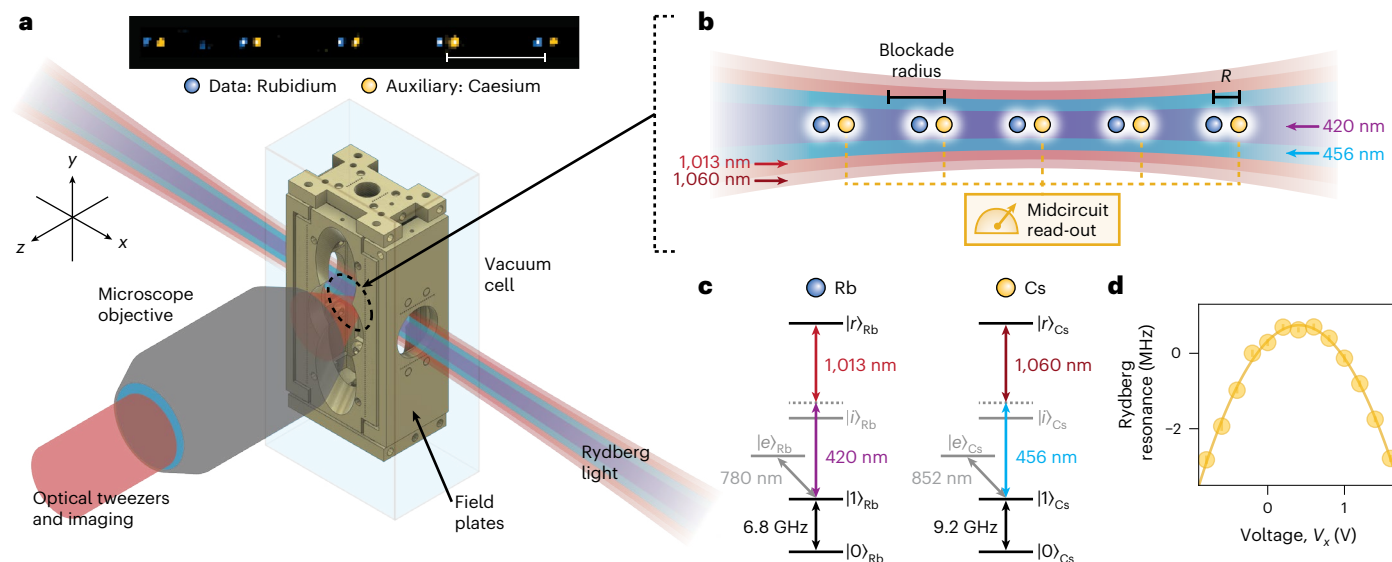 a
Data: Rubidium
Auxiliary: Caesium
y
z
x
Microscope
objective
Vacuum
cell
Optical tweezers
and imaging
Field
plates
Rydberg
light
b
Blockade
radius
R
420 nm
456 nm
1,013 nm
1,060 nm
Midcircuit
read-out
c
Rb
Cs
|r⟩Rb
1,013 nm
|i⟩Rb
|e⟩Rb
420 nm
780 nm
|1⟩Rb
6.8 GHz
|0⟩Rb
|r⟩Cs
1,060 nm
|i⟩Cs
|e⟩Cs
456 nm
852 nm
|1⟩Cs
9.2 GHz
|0⟩Cs
d
Rydberg
resonance (MHz)
0
−2
0
1
Voltage, Vx (V)